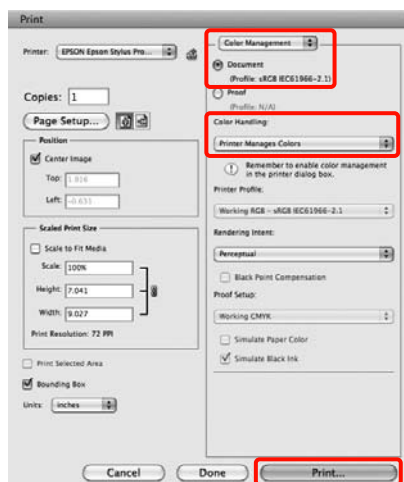 Print
Printer: EPSON Epson Stylus Pro...
Copies: 1
Page Setup...
Position
Center Image
Top: 1.916
Left: -0.631
Scaled Print Size
Scale to Fit Media
Scale: 100%
Height: 7.041
Width: 9.027
Print Resolution: 72 PPI
Print Selected Area
Bounding Box
Units: inches
Color Management
Document
(Profile: sRGB IEC61966-2.1)
Proof
(Profile: N/A)
Color Handling:
Printer Manages Colors
Remember to enable color management
in the printer dialog box.
Printer Profile:
Working RGB - sRGB IEC61966-2.1
Rendering Intent:
Perceptual
Black Point Compensation
Proof Setup:
Working CMYK
Simulate Paper Color
Simulate Black Ink
Cancel
Done
Print...